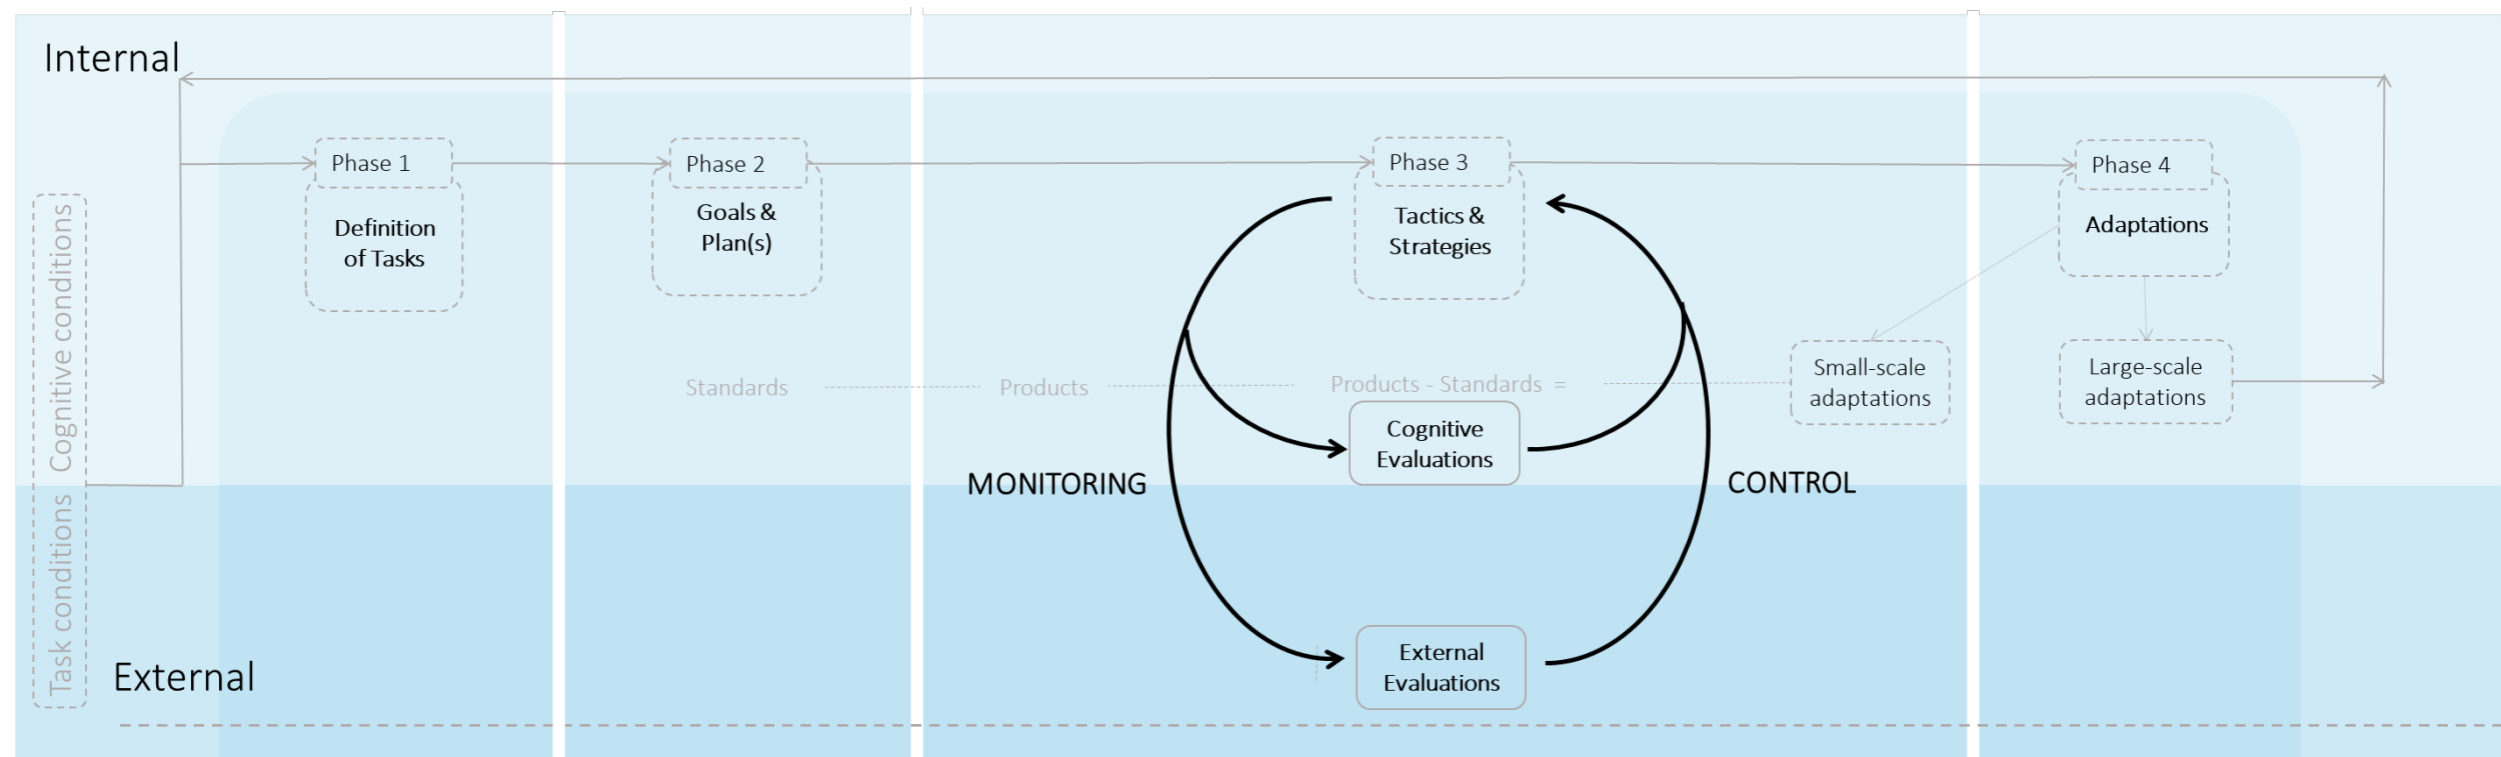 Internal
Phase 1
Phase 2
Phase 3
Phase 4
Definition
of Tasks
Goals &
Plan(s)
Tactics &
Strategies
Adaptations
Cognitive conditions
Task conditions
Standards
Products
Products - Standards =
Small-scale
adaptations
Large-scale
adaptations
Cognitive
Evaluations
MONITORING
CONTROL
External
External
Evaluations